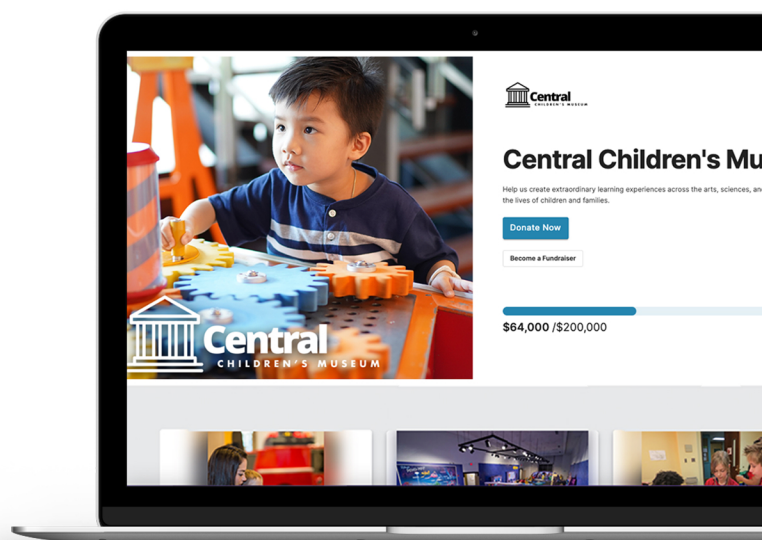 Central
CHILDREN'S MUSEUM
Central Children's Mu
Help us create extraordinary learning experiences across the arts, sciences, and
the lives of children and families.
Donate Now
Become a Fundraiser
$64,000 /$200,000
Central
CHILDREN'S MUSEUM